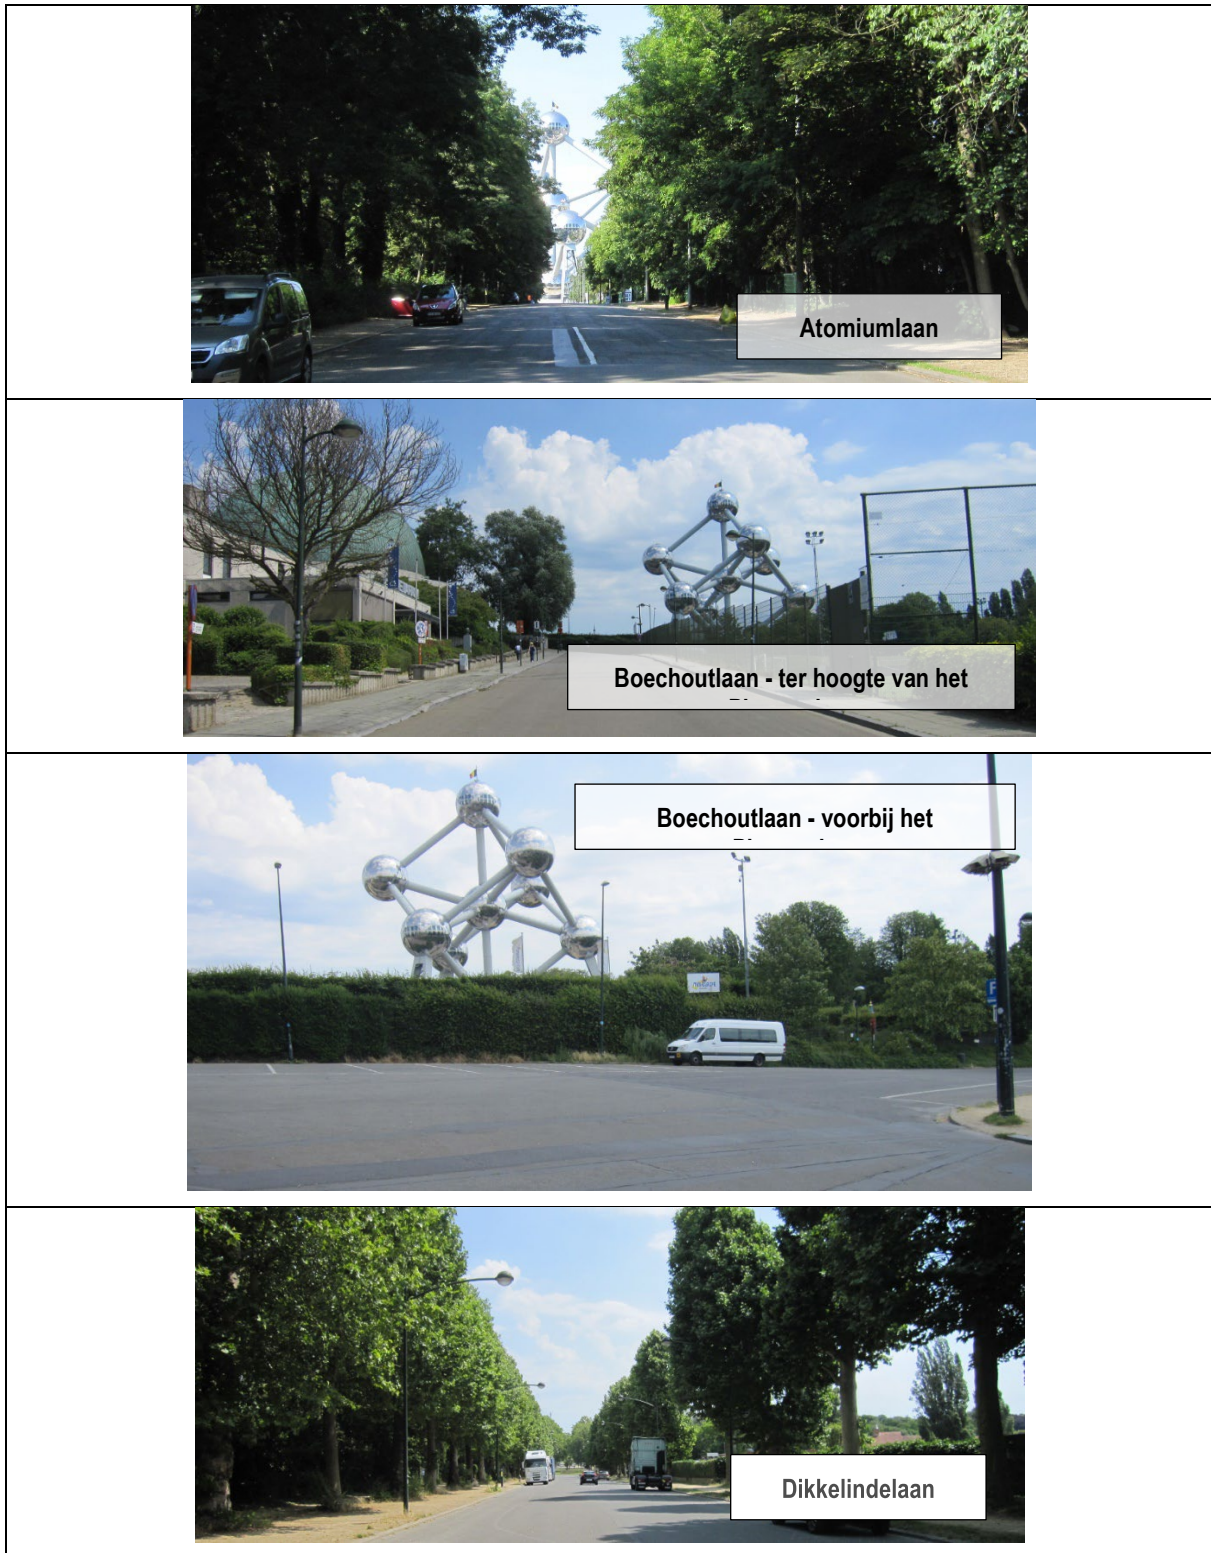 Atomiumlaan
Boechoutlaan - ter hoogte van het
Boechoutlaan - voorbij het
Dikkelindelaan